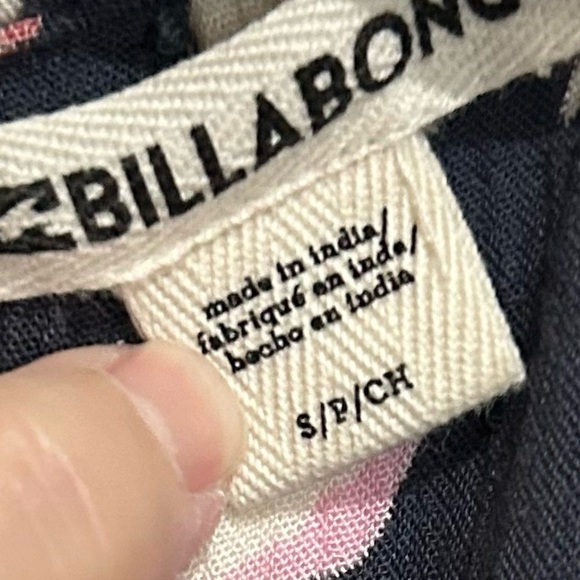 BILLABONG
made in india/
fabriqué en inde/
hecho en india
S/P/CH